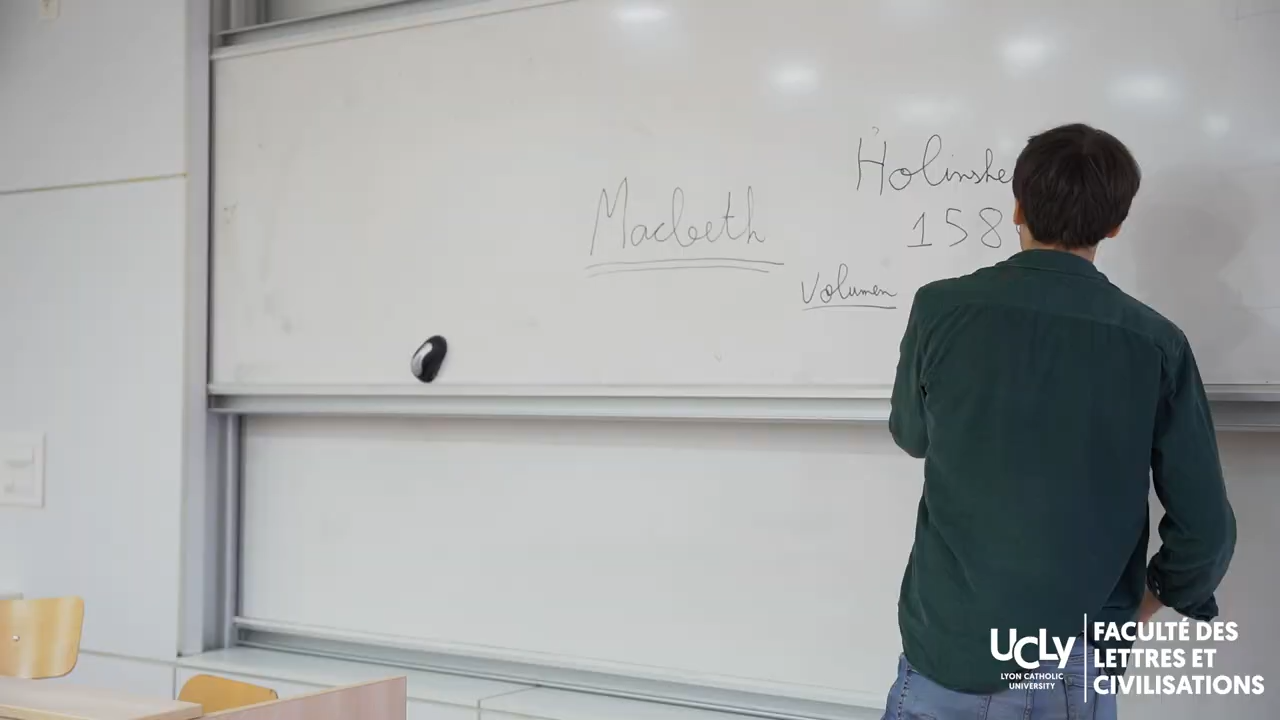 Macbeth
Holinshe
158
Volumen
UCLy
LYON CATHOLIC
UNIVERSITY
FACULTÉ DES
LETTRES ET
CIVILISATIONS